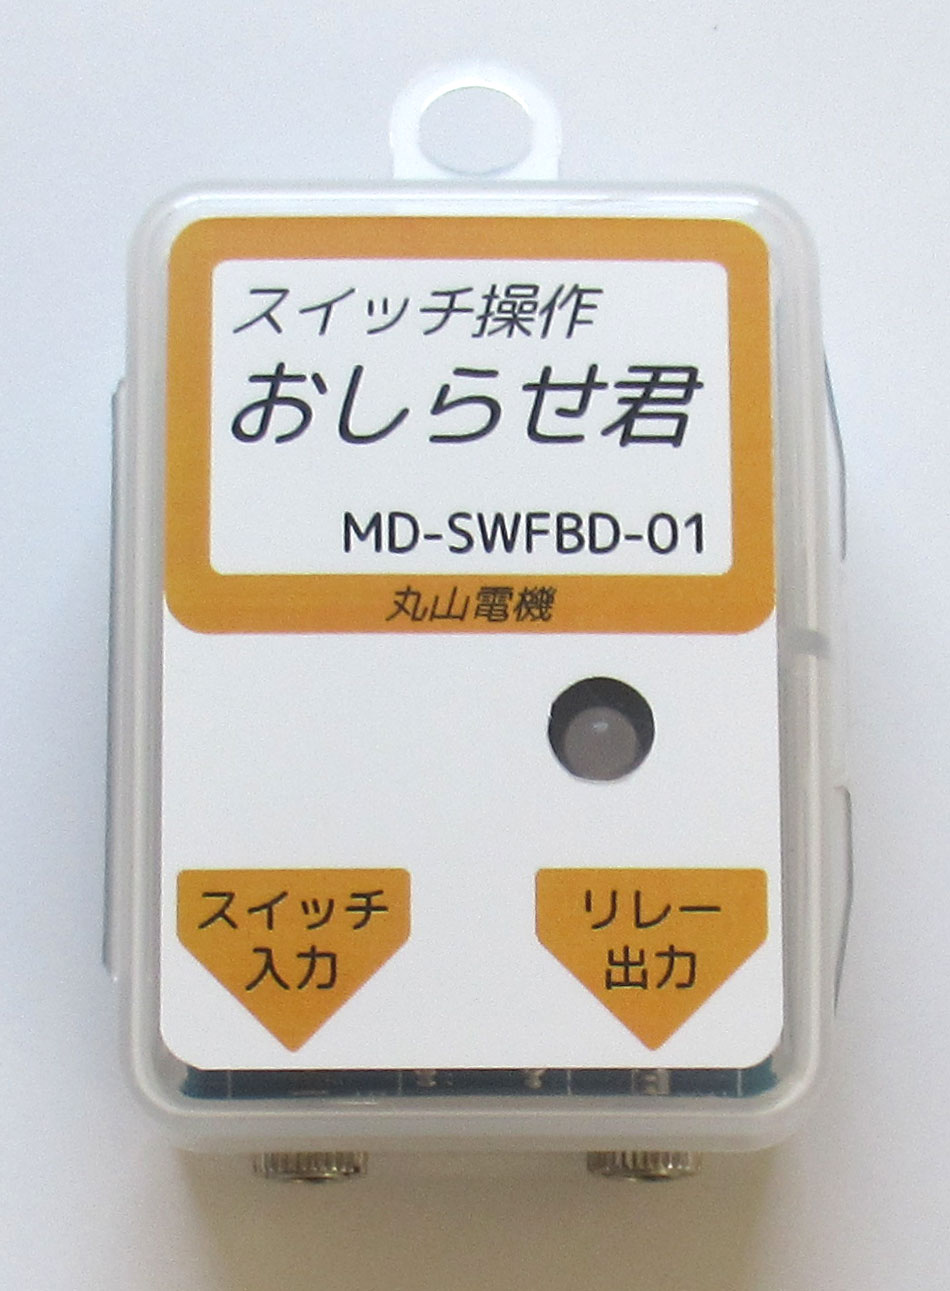 スイッチ操作
おしらせ君
MD-SWFBD-01
丸山電機
スイッチ
入力
リレー
出力